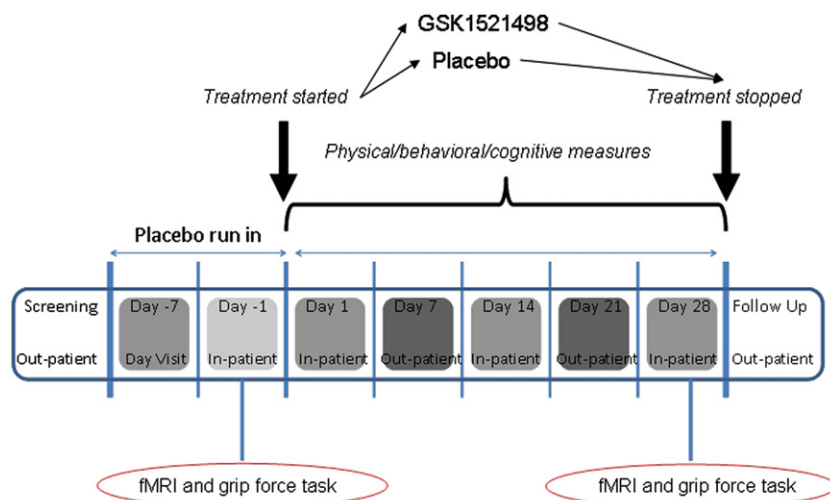 GSK1521498
Placebo
Treatment started
Treatment stopped
Physical/behavioral/cognitive measures
Placebo run in
Screening
Day -7
Day -1
Day 1
Day 7
Day 14
Day 21
Day 28
Follow Up
Out-patient
Day Visit
In-patient
In-patient
Out-patient
In-patient
Out-patient
In-patient
Out-patient
fMRI and grip force task
fMRI and grip force task